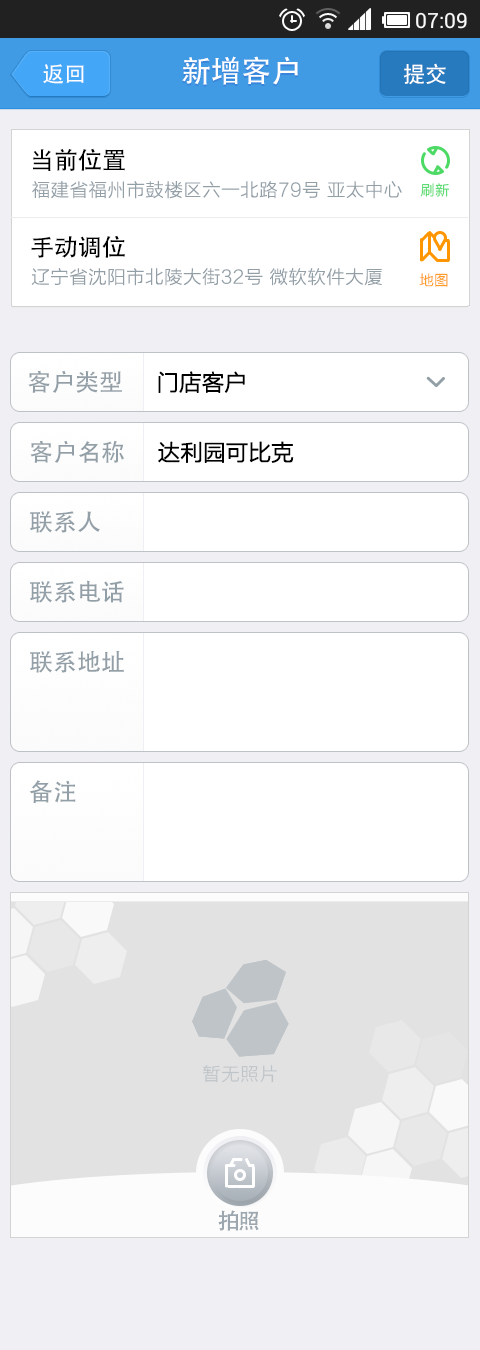 07:09
返回
新增客户
提交
当前位置
福建省福州市鼓楼区六一北路79号 亚太中心
刷新
手动调位
辽宁省沈阳市北陵大街32号 微软软件大厦
地图
客户类型
门店客户
客户名称
达利园可比克
联系人
联系电话
联系地址
备注
暂无照片
拍照